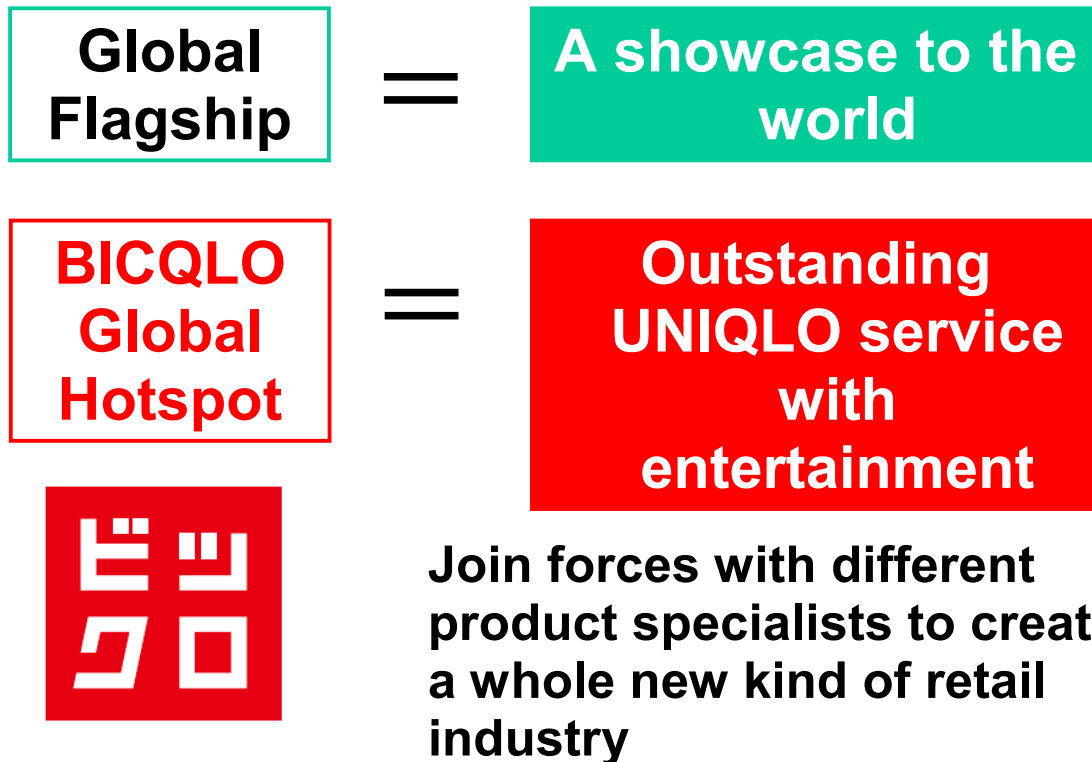 Global
Flagship
=
A showcase to the
world
BICQLO
Global
Hotspot
=
Outstanding
UNIQLO service
with
entertainment
ビッ
クロ
Join forces with different
product specialists to creat
a whole new kind of retail
industry